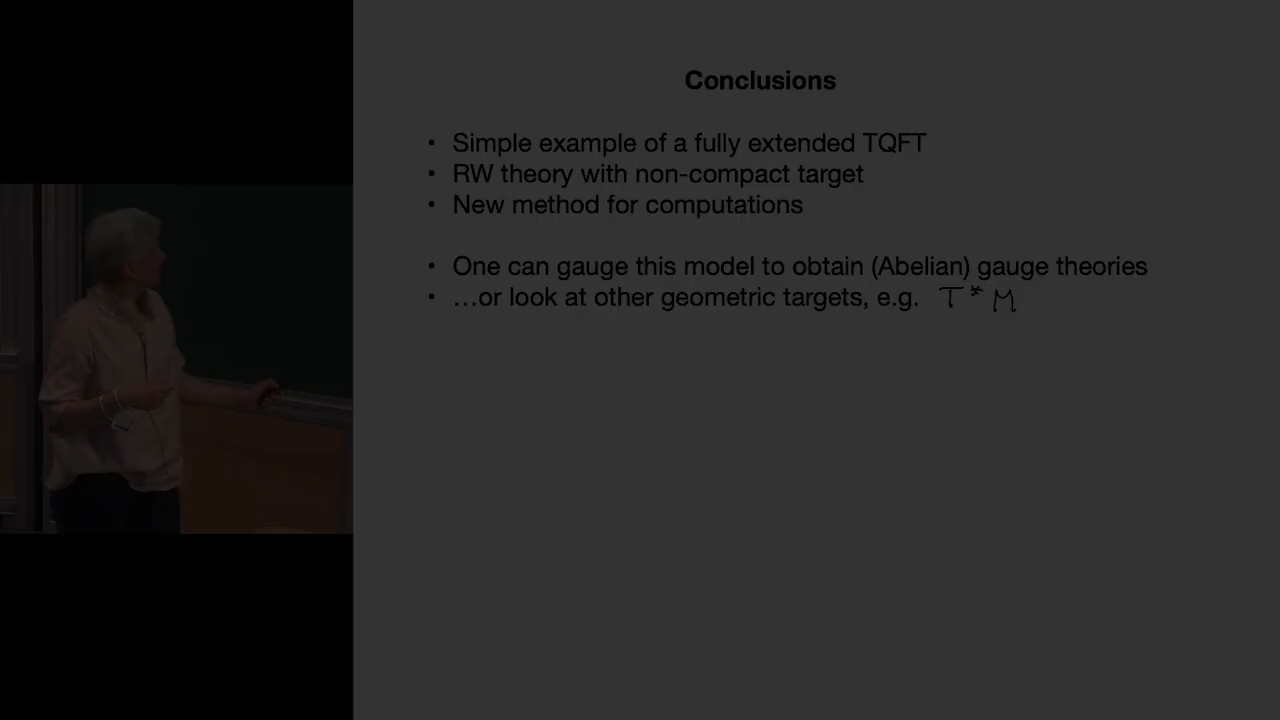 Conclusions
• Simple example of a fully extended TQFT
• RW theory with non-compact target
• New method for computations
• One can gauge this model to obtain (Abelian) gauge theories
• …or look at other geometric targets, e.g. T* M